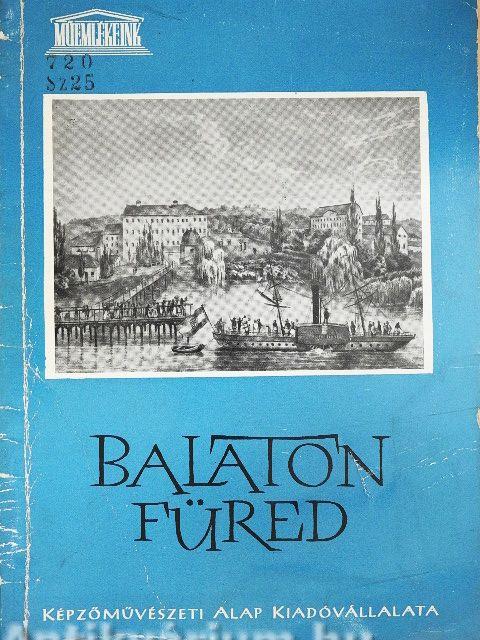 MŰEMLÉKEINK
720
Sz25
BALATON
FÜRED
KÉPZŐMŰVÉSZETI ALAP KIADÓVÁLLALATA